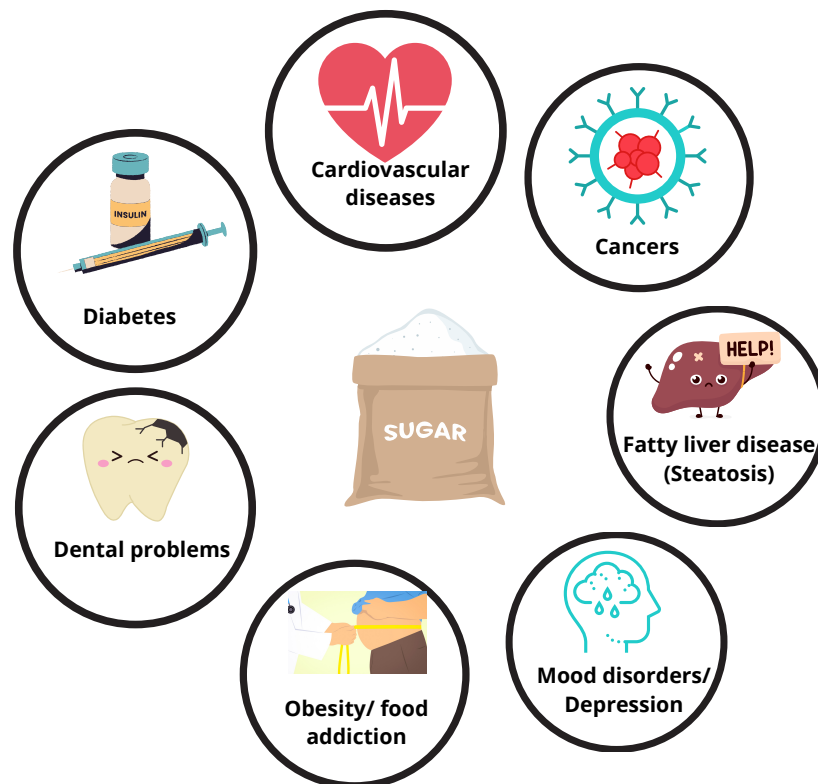 Cardiovascular
diseases
Cancers
INSULIN
Diabetes
HELP!
Fatty liver disease/
(Steatosis)
SUGAR
Dental problems
Mood disorders/
Depression
Obesity/ food
addiction